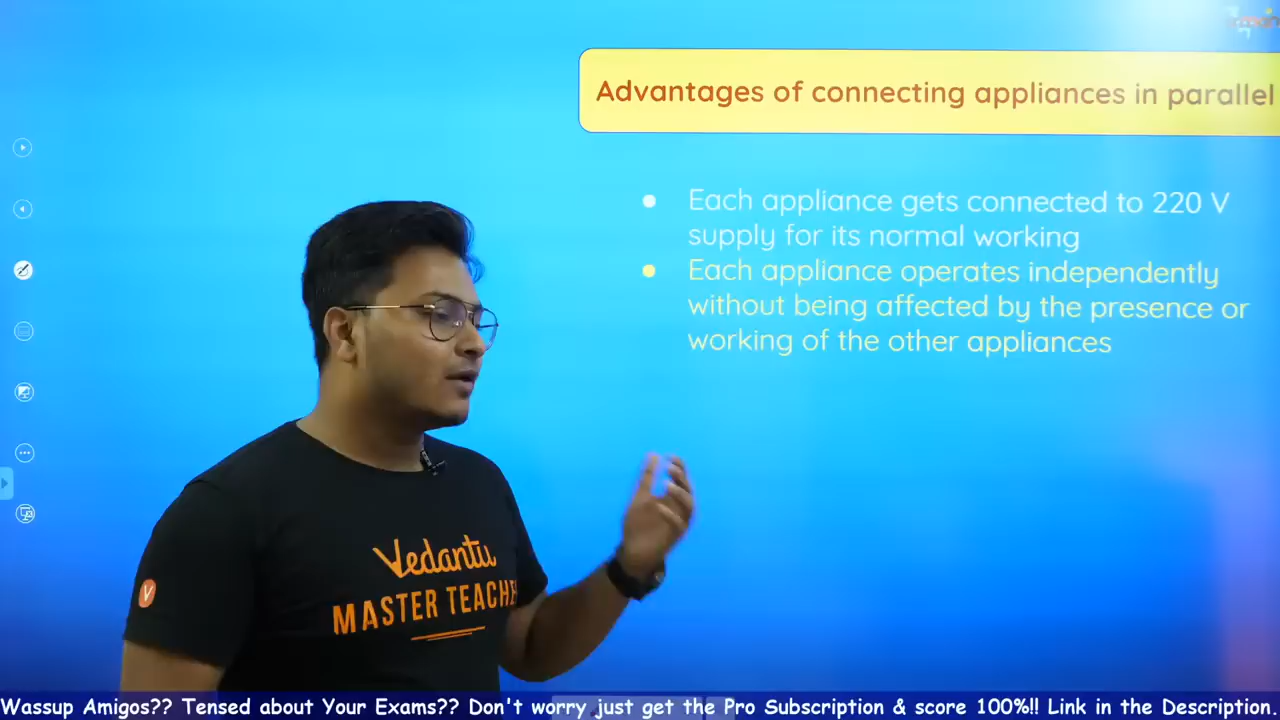 Advantages of connecting appliances in parallel
Each appliance gets connected to 220 V
supply for its normal working
Each appliance operates independently
without being affected by the presence or
working of the other appliances
Vedantu
MASTER TEACHE
V
Wassup Amigos?? Tensed about Your Exams?? Don't worry just get the Pro Subscription & score 100%!! Link in the Description.